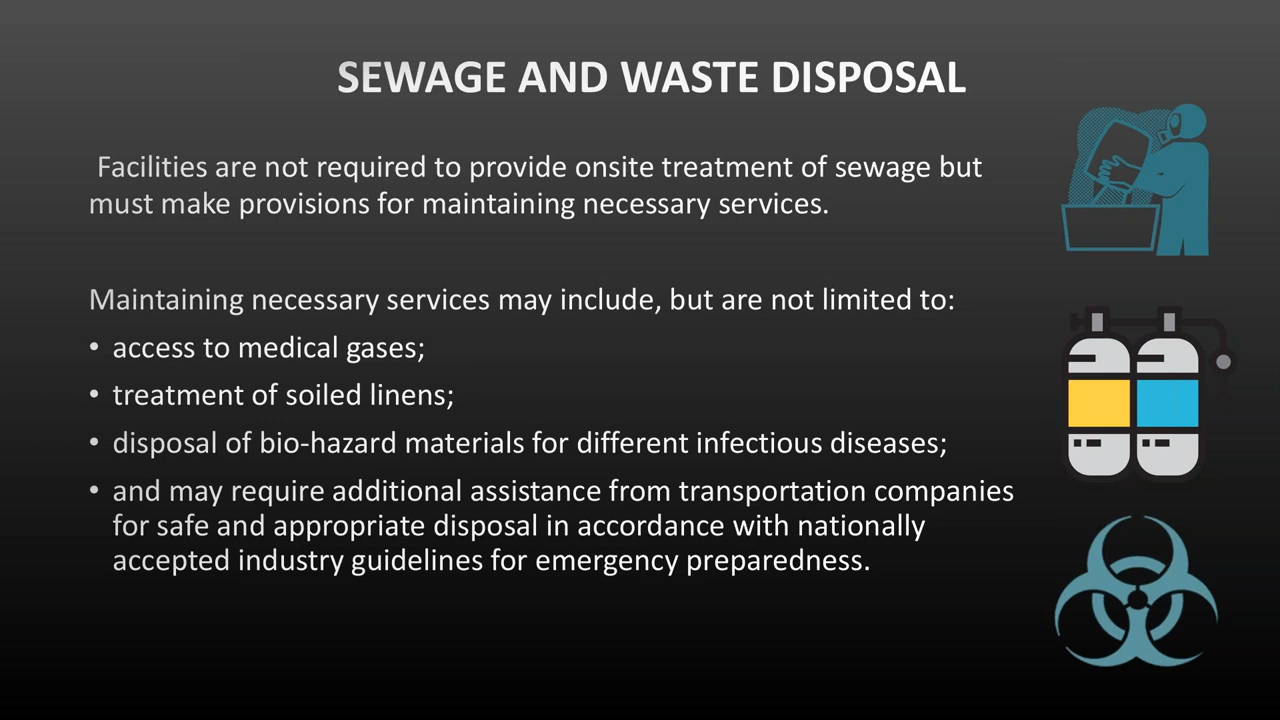 SEWAGE AND WASTE DISPOSAL
Facilities are not required to provide onsite treatment of sewage but
must make provisions for maintaining necessary services.
Maintaining necessary services may include, but are not limited to:
• access to medical gases;
• treatment of soiled linens;
• disposal of bio-hazard materials for different infectious diseases;
• and may require additional assistance from transportation companies
for safe and appropriate disposal in accordance with nationally
accepted industry guidelines for emergency preparedness.